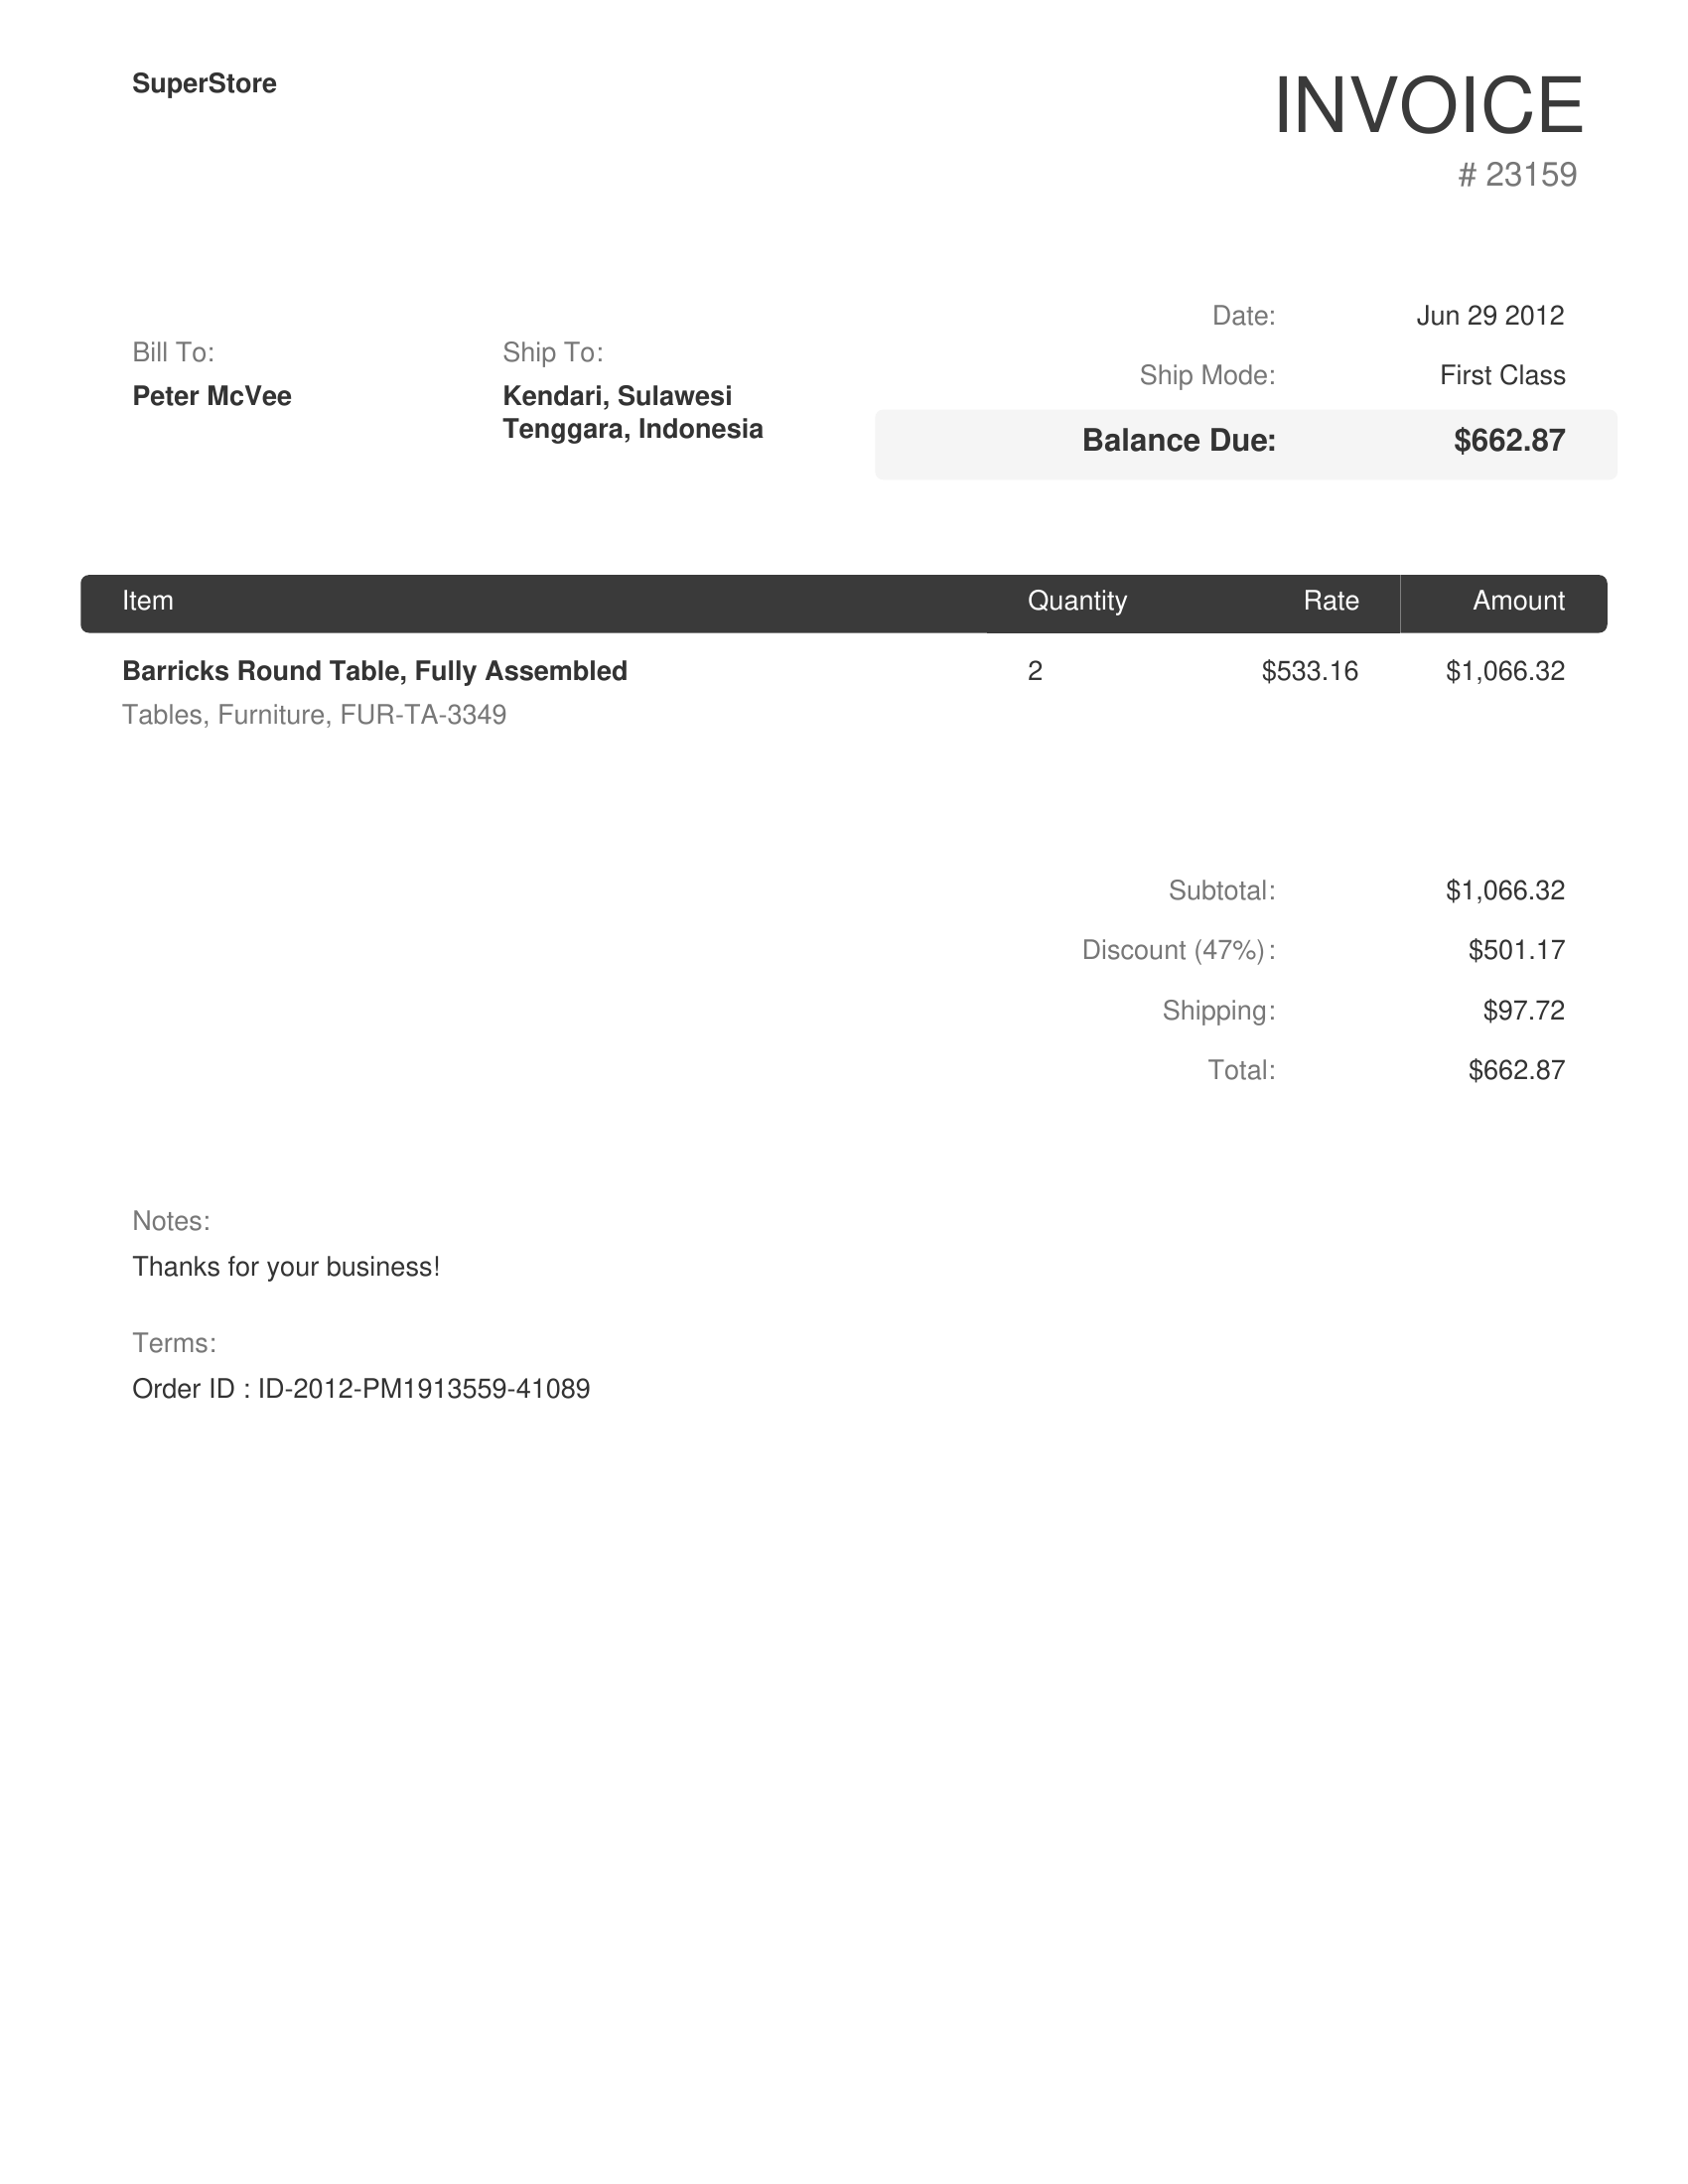 SuperStore
INVOICE
# 23159
Date: Jun 29 2012
Ship Mode: First Class
Balance Due: $662.87
Bill To:
Peter McVee
Ship To:
Kendari, Sulawesi
Tenggara, Indonesia
Item Quantity Rate Amount
Barricks Round Table, Fully Assembled 2 $533.16 $1,066.32
Tables, Furniture, FUR-TA-3349
Subtotal: $1,066.32
Discount (47%): $501.17
Shipping: $97.72
Total: $662.87
Notes:
Thanks for your business!
Terms:
Order ID : ID-2012-PM1913559-41089